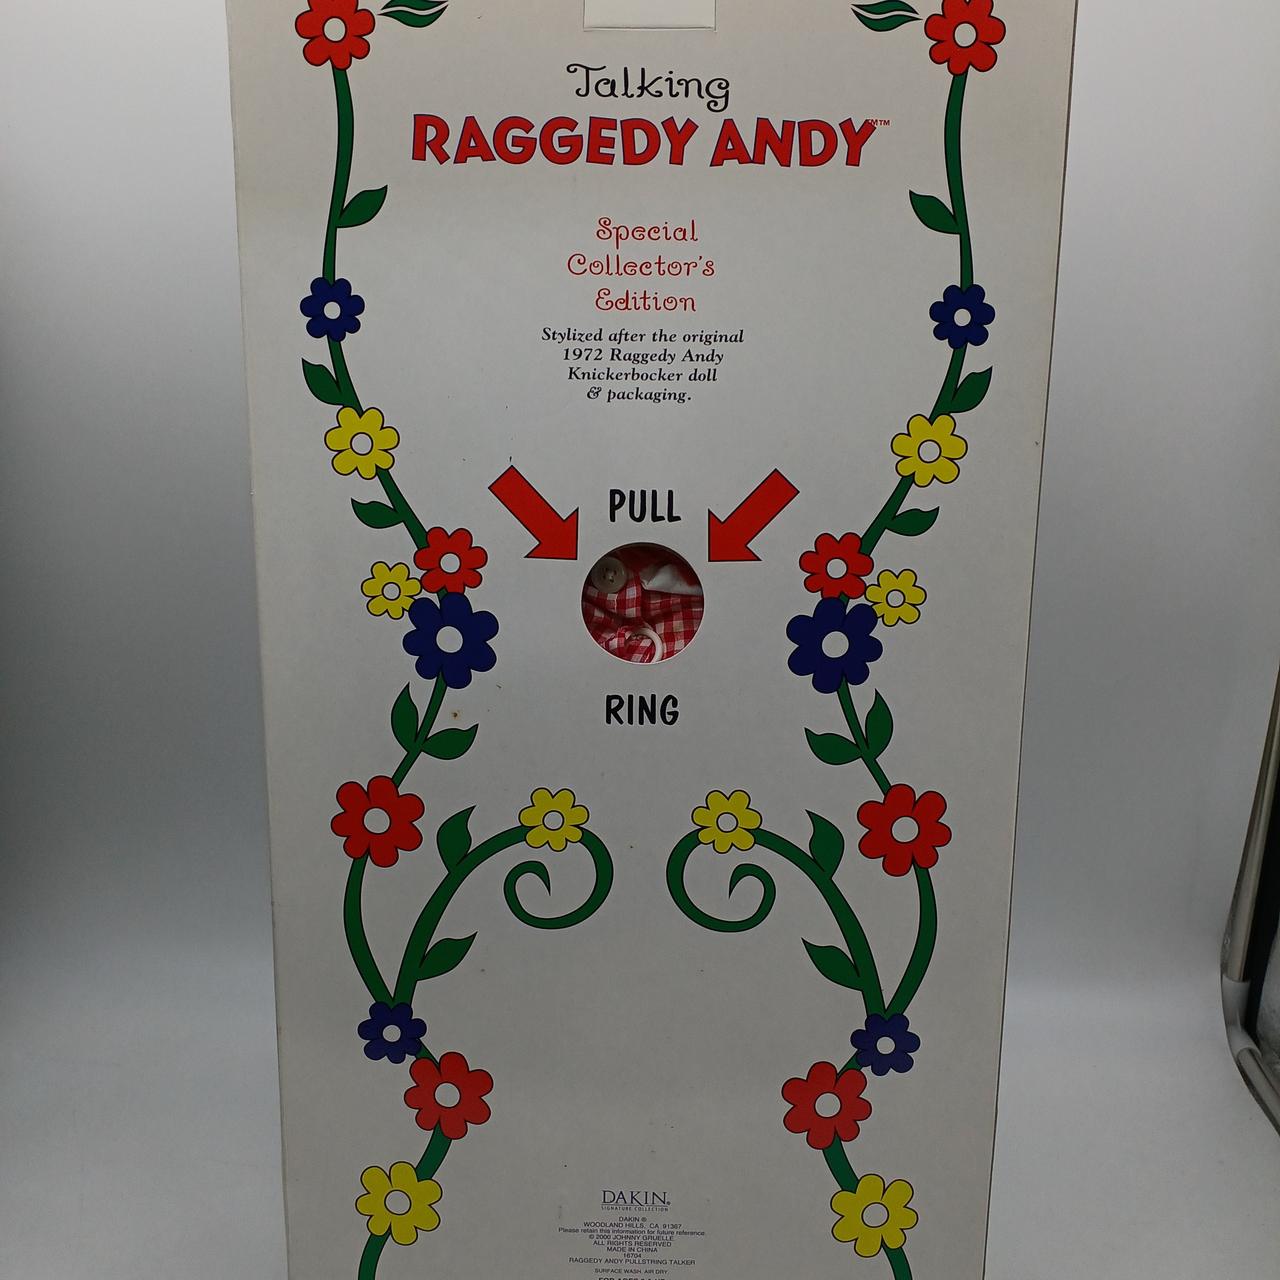 Talking
RAGGEDY ANDY™™
Special
Collector's
Edition
Stylized after the original
1972 Raggedy Andy
Knickerbocker doll
& packaging.
PULL
RING
DAKIN®
SIGNATURE COLLECTION
DAKIN ®
WOODLAND HILLS, CA 91367
Please retain this information for future reference.
© 2000 JOHNNY GRUELLE
ALL RIGHTS RESERVED
MADE IN CHINA
16704
RAGGEDY ANDY PULLSTRING TALKER
SURFACE WASH. AIR DRY.